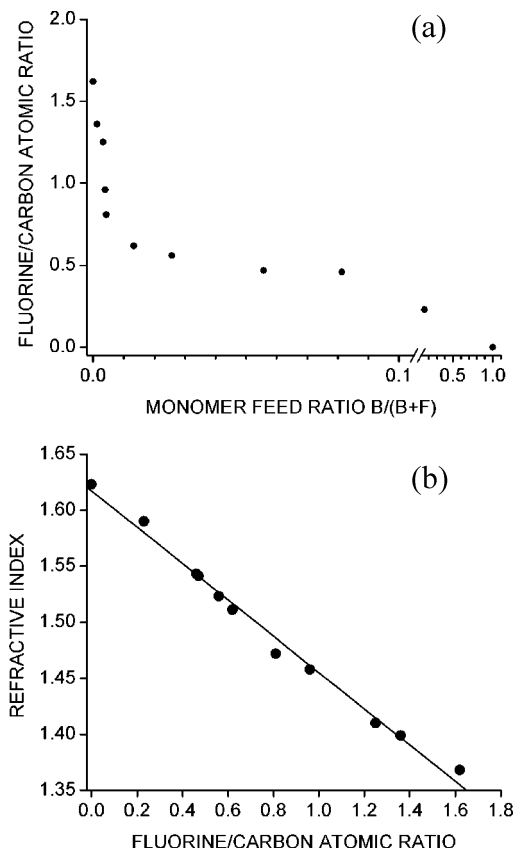 (a)
FLUORINE/CARBON ATOMIC RATIO
2.0
1.5
1.0
0.5
0.0
0.0 0.1 0.5 1.0
MONOMER FEED RATIO B/(B+F)
(b)
REFRACTIVE INDEX
1.65
1.60
1.55
1.50
1.45
1.40
1.35
0.0 0.2 0.4 0.6 0.8 1.0 1.2 1.4 1.6 1.8
FLUORINE/CARBON ATOMIC RATIO